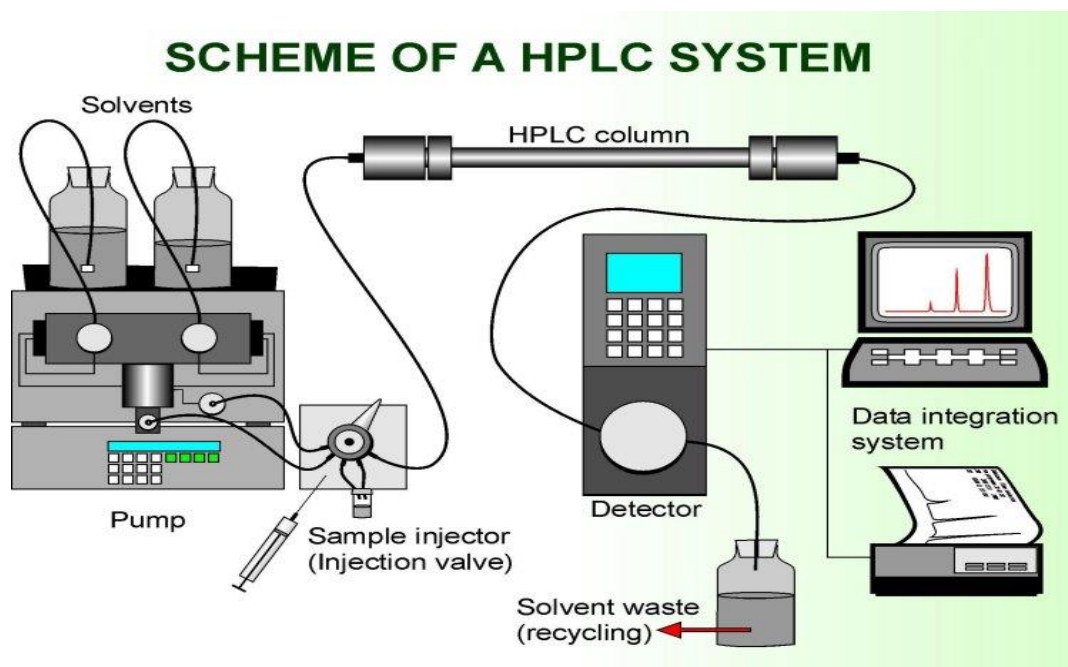 SCHEME OF A HPLC SYSTEM
Solvents
HPLC column
Data integration
system
Pump
Sample injector
(Injection valve)
Detector
Solvent waste
(recycling)